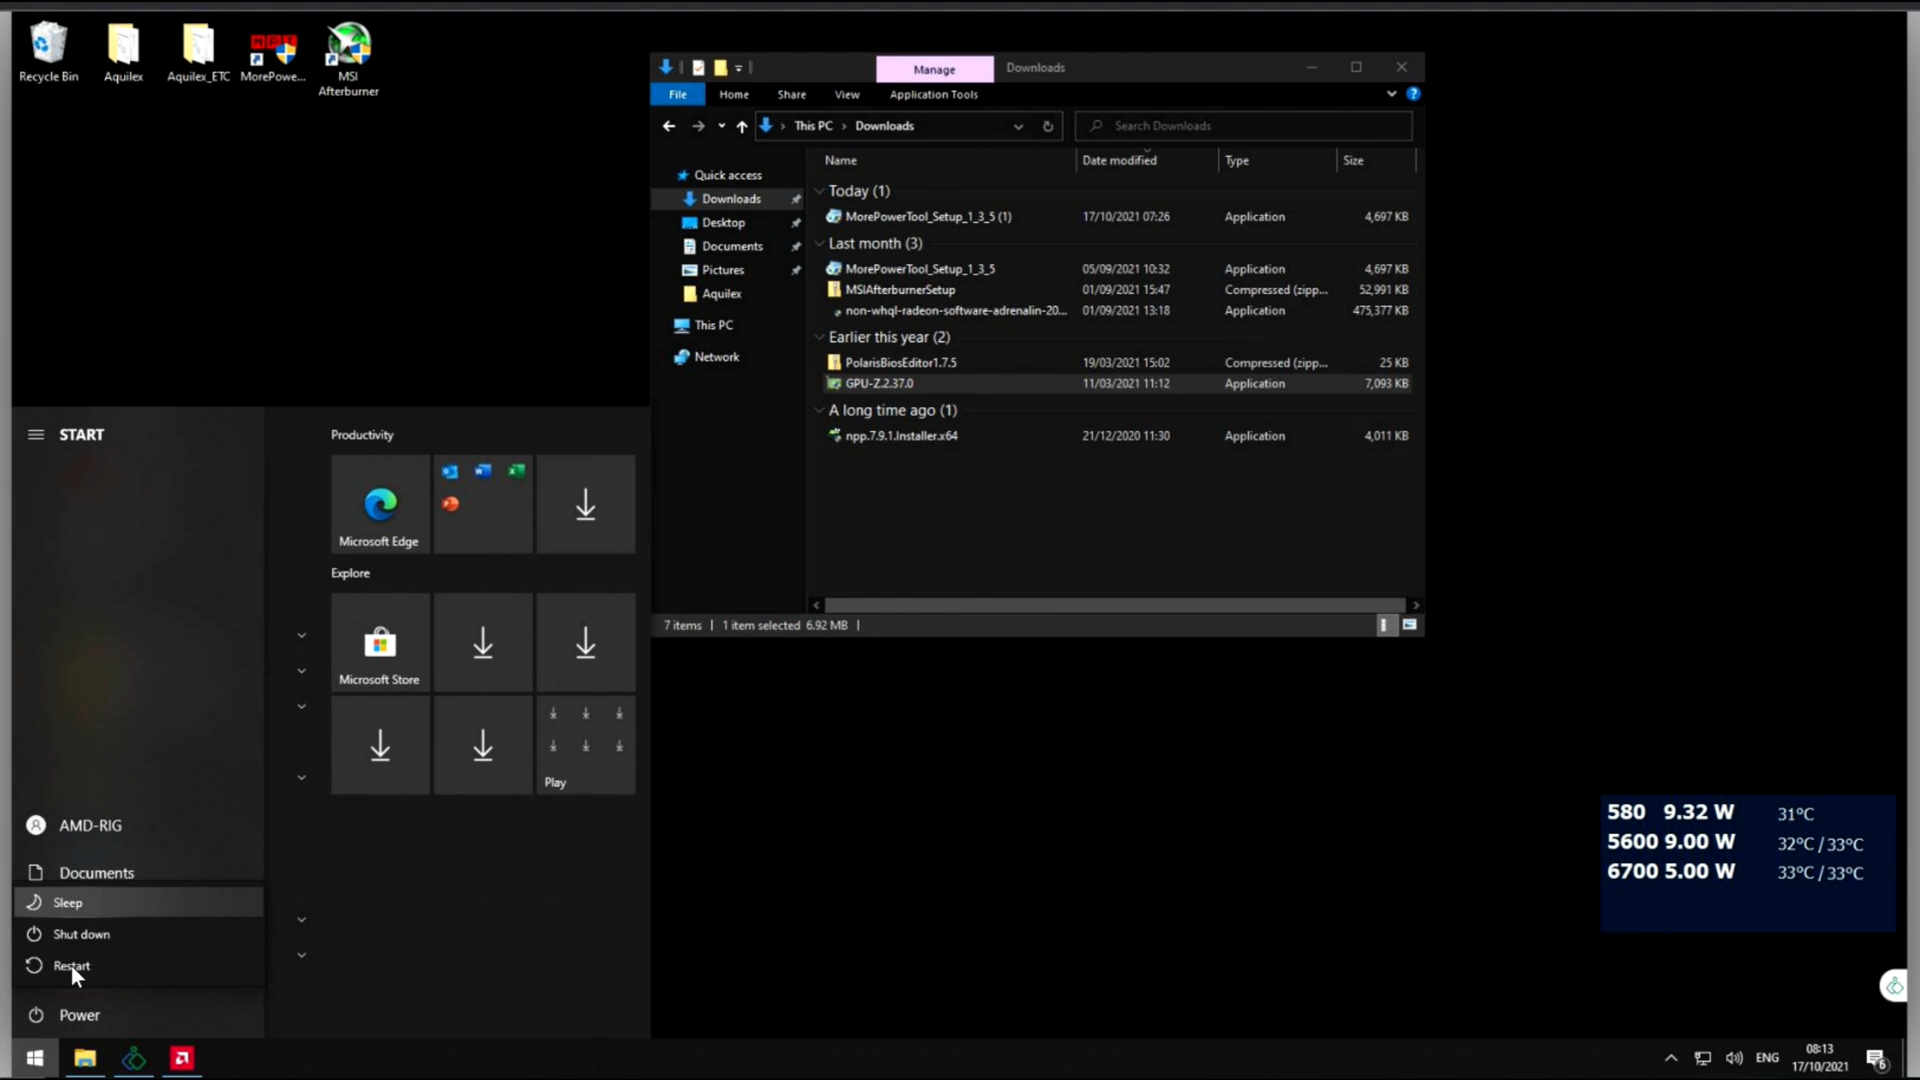 Recycle Bin
Aquilex
Aquilex_ETC
MorePowe...
MSI
Afterburner
Manage
Downloads
File
Home
Share
View
Application Tools
This PC
Downloads
Search Downloads
Name
Date modified
Type
Size
Quick access
Downloads
Desktop
Documents
Pictures
Aquilex
This PC
Network
Today (1)
MorePowerTool_Setup_1_3_5 (1) 17/10/2021 07:26 Application 4,697 KB
Last month (3)
MorePowerTool_Setup_1_3_5 05/09/2021 10:32 Application 4,697 KB
MSIAfterburnerSetup 01/09/2021 15:47 Compressed (zipp... 52,991 KB
non-whql-radeon-software-adrenalin-20... 01/09/2021 13:18 Application 475,377 KB
Earlier this year (2)
PolarisBiosEditor1.7.5 19/03/2021 15:02 Compressed (zipp... 25 KB
GPU-Z.2.37.0 11/03/2021 11:12 Application 7,093 KB
A long time ago (1)
npp.7.9.1.Installer.x64 21/12/2020 11:30 Application 4,011 KB
7 items
1 item selected 6.92 MB
START
Productivity
Microsoft Edge
Explore
Microsoft Store
Play
AMD-RIG
Documents
Sleep
Shut down
Restart
Power
580 9.32 W 31°C
5600 9.00 W 32°C / 33°C
6700 5.00 W 33°C / 33°C
ENG
08:13
17/10/2021
6